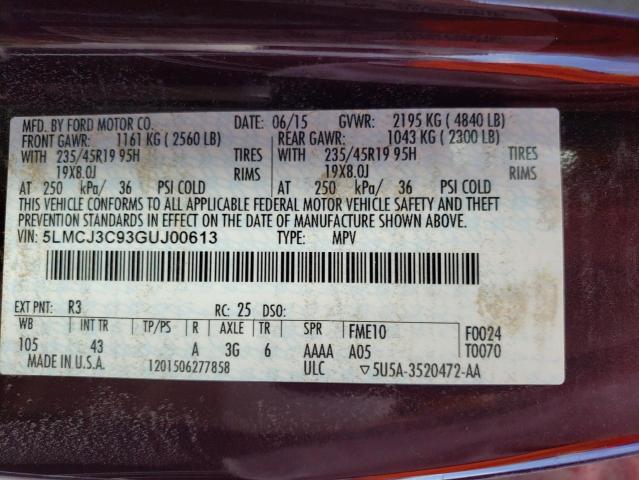 MFD. BY FORD MOTOR CO. DATE: 06/15 GVWR: 2195 KG ( 4840 LB)
FRONT GAWR: 1161 KG ( 2560 LB) REAR GAWR: 1043 KG ( 2300 LB)
WITH 235/45R19 95H TIRES WITH 235/45R19 95H TIRES
19X8.0J RIMS 19X8.0J RIMS
AT 250 kPa/ 36 PSI COLD AT 250 kPa/ 36 PSI COLD
THIS VEHICLE CONFORMS TO ALL APPLICABLE FEDERAL MOTOR VEHICLE SAFETY AND THEFT
PREVENTION STANDARDS IN EFFECT ON THE DATE OF MANUFACTURE SHOWN ABOVE.
VIN: 5LMCJ3C93GUJ00613 TYPE: MPV
EXT PNT: R3 RC: 25 DSO:
WB INT TR TP/PS R AXLE TR SPR FME10 F0024
105 43 A 3G 6 AAAA A05 T0070
MADE IN U.S.A. 1201506277858 ULC ▽5U5A-3520472-AA